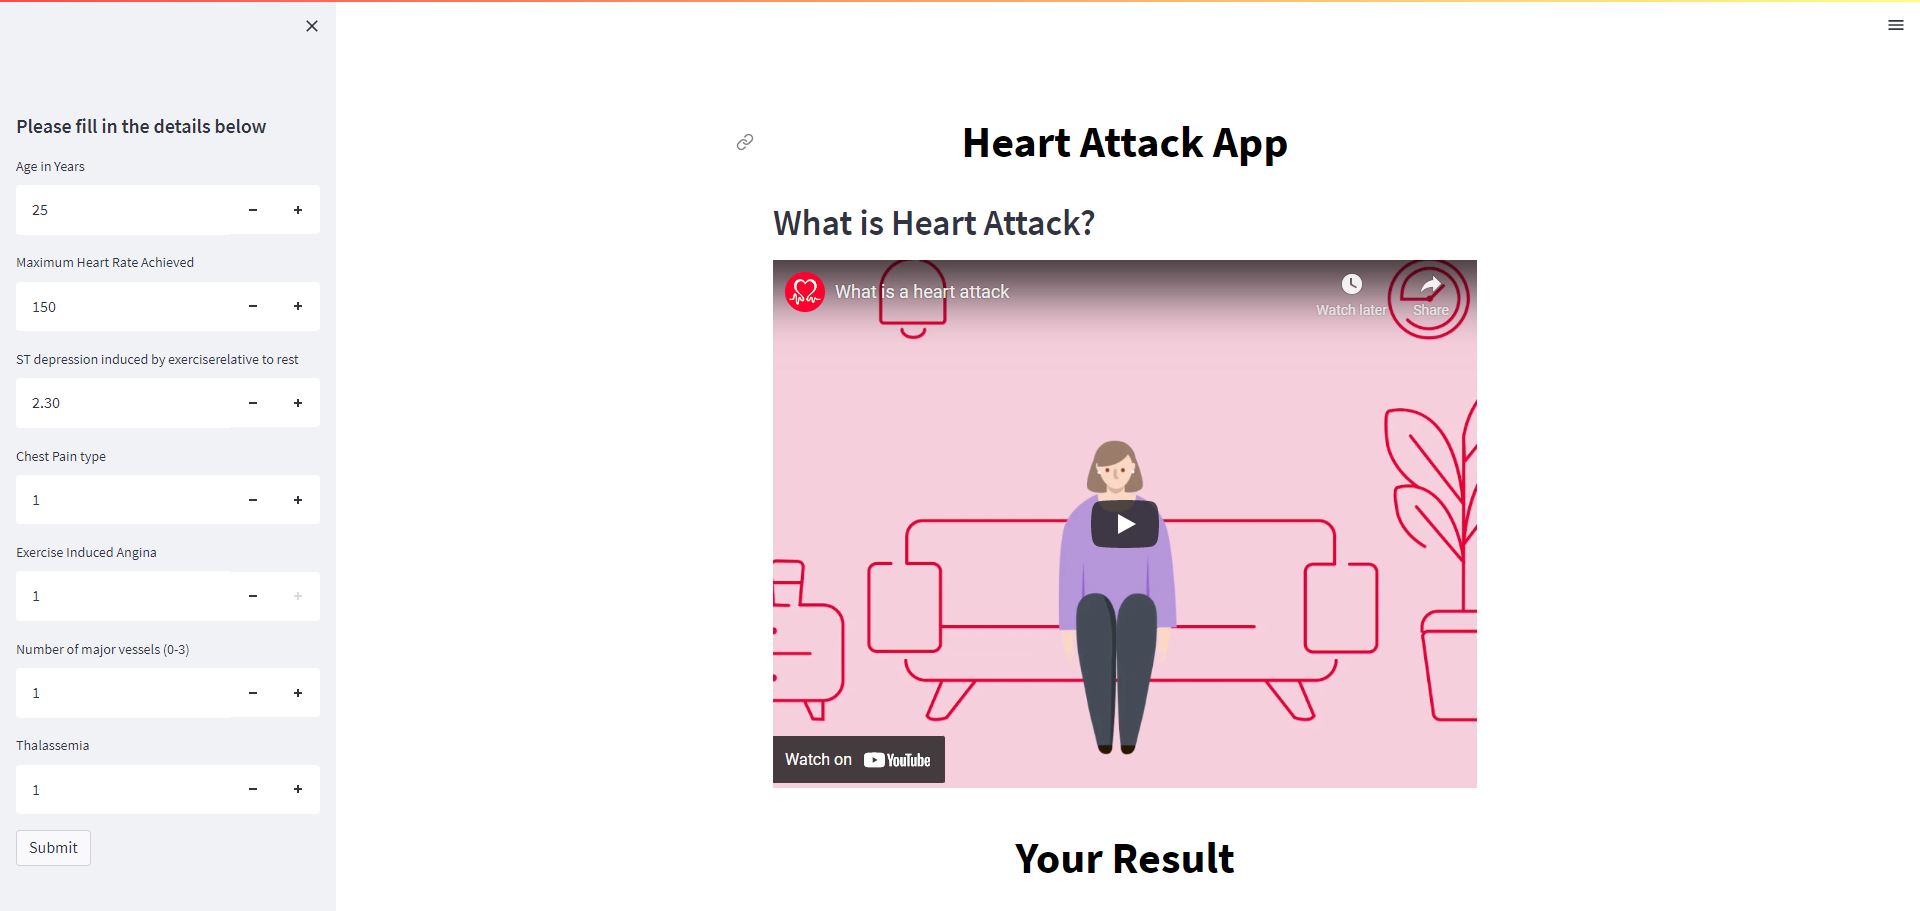 Please fill in the details below
Age in Years
25
Maximum Heart Rate Achieved
150
ST depression induced by exerciserelative to rest
2.30
Chest Pain type
1
Exercise Induced Angina
1
Number of major vessels (0-3)
1
Thalassemia
1
Submit
Heart Attack App
What is Heart Attack?
What is a heart attack
Watch later
Share
Watch on YouTube
Your Result